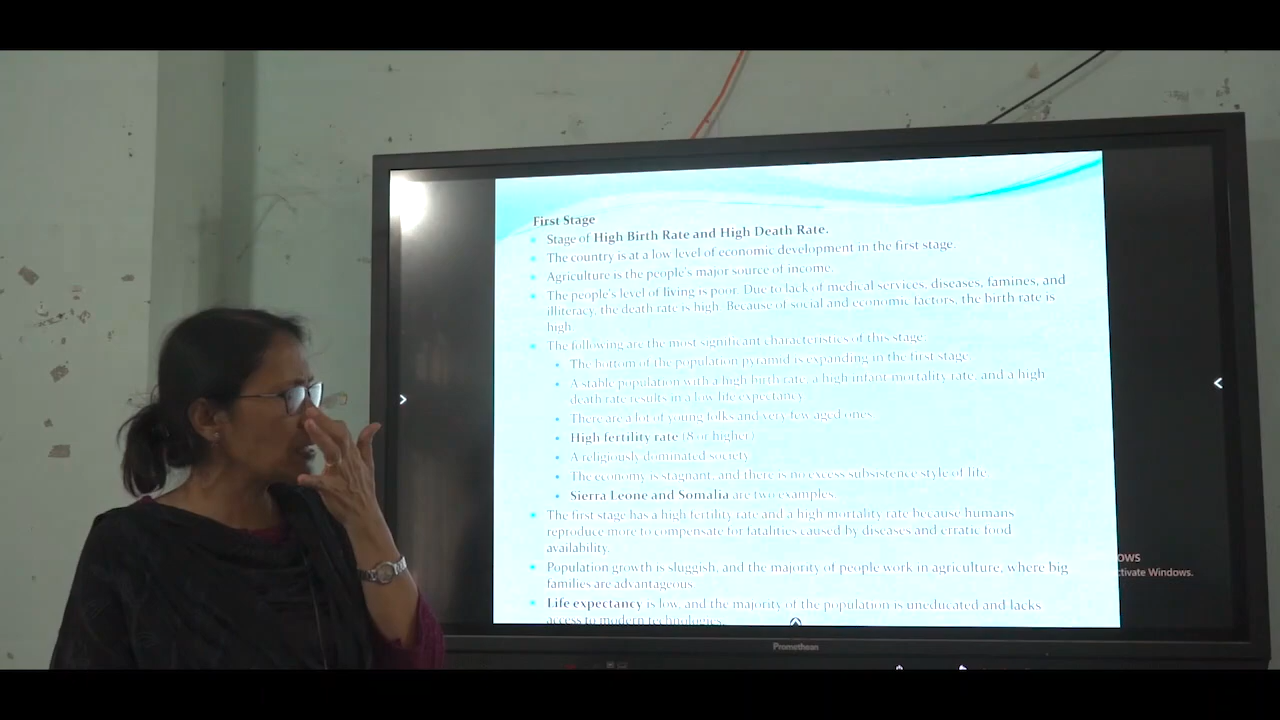 First Stage
Stage of High Birth Rate and High Death Rate.
The country is at a low level of economic development in the first stage.
Agriculture is the people's major source of income.
The people's level of living is poor. Due to lack of medical services, diseases, famines, and
illiteracy, the death rate is high. Because of social and economic factors, the birth rate is
high.
The following are the most significant characteristics of this stage:
The bottom of the population pyramid is expanding in the first stage.
A stable population with a high birth rate, a high infant mortality rate, and a high
death rate results in a low life expectancy.
There are a lot of young folks and very few aged ones.
High fertility rate (8 or higher)
A religiously dominated society
The economy is stagnant, and there is no excess subsistence style of life.
Sierra Leone and Somalia are two examples.
The first stage has a high fertility rate and a high mortality rate because humans
reproduce more to compensate for fatalities caused by diseases and erratic food
availability.
Population growth is sluggish, and the majority of people work in agriculture, where big
families are advantageous.
Life expectancy is low, and the majority of the population is uneducated and lacks
access to modern technologies.
ows
ctivate Windows.
Promethean